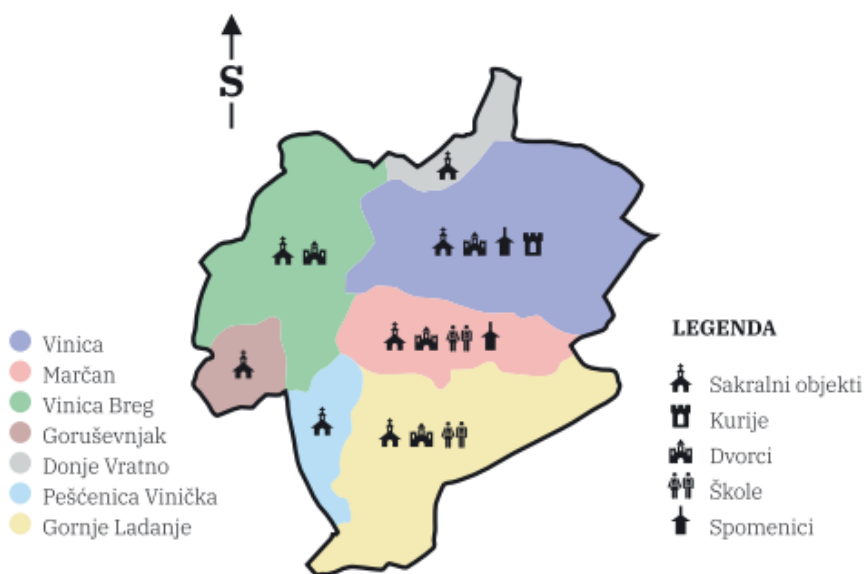 S
Vinica
Marčan
Vinica Breg
Goruševnjak
Donje Vratno
Pešćenica Vinička
Gornje Ladanje
LEGENDA
Sakralni objekti
Kurije
Dvorci
Škole
Spomenici